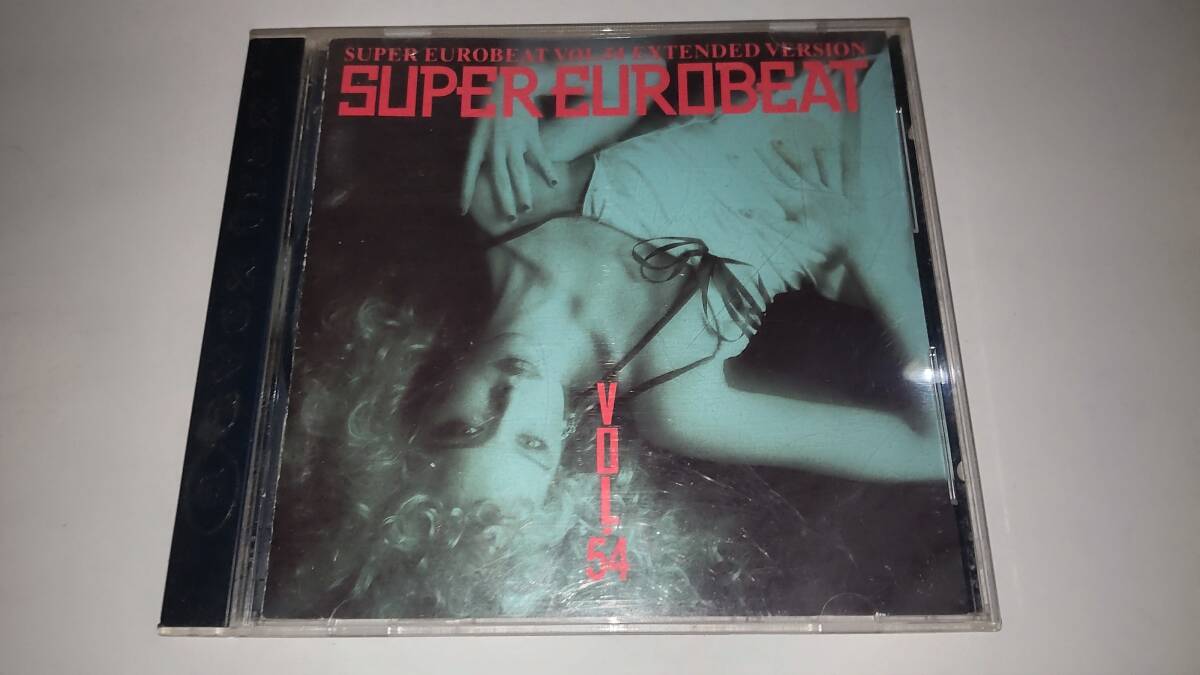 SUPER EUROBEAT VOL.54 EXTENDED VERSION
SUPER EUROBEAT
VOL.
54